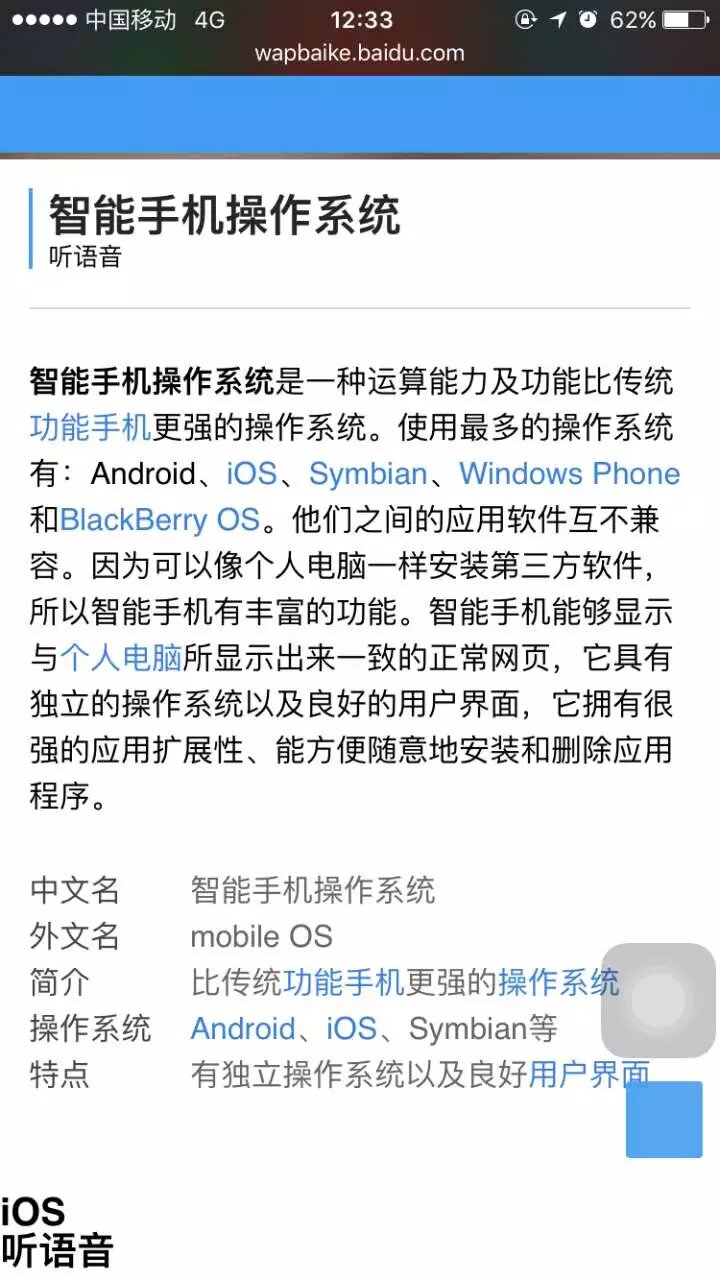 中国移动 4G 12:33 62%
wapbaike.baidu.com
智能手机操作系统
听语音
智能手机操作系统是一种运算能力及功能比传统
功能手机更强的操作系统。使用最多的操作系统
有：Android、iOS、Symbian、Windows Phone
和BlackBerry OS。他们之间的应用软件互不兼
容。因为可以像个人电脑一样安装第三方软件，
所以智能手机有丰富的功能。智能手机能够显示
与个人电脑所显示出来一致的正常网页，它具有
独立的操作系统以及良好的用户界面，它拥有很
强的应用扩展性、能方便随意地安装和删除应用
程序。
中文名 智能手机操作系统
外文名 mobile OS
简介 比传统功能手机更强的操作系统
操作系统 Android、iOS、Symbian等
特点 有独立操作系统以及良好用户界面
iOS
听语音